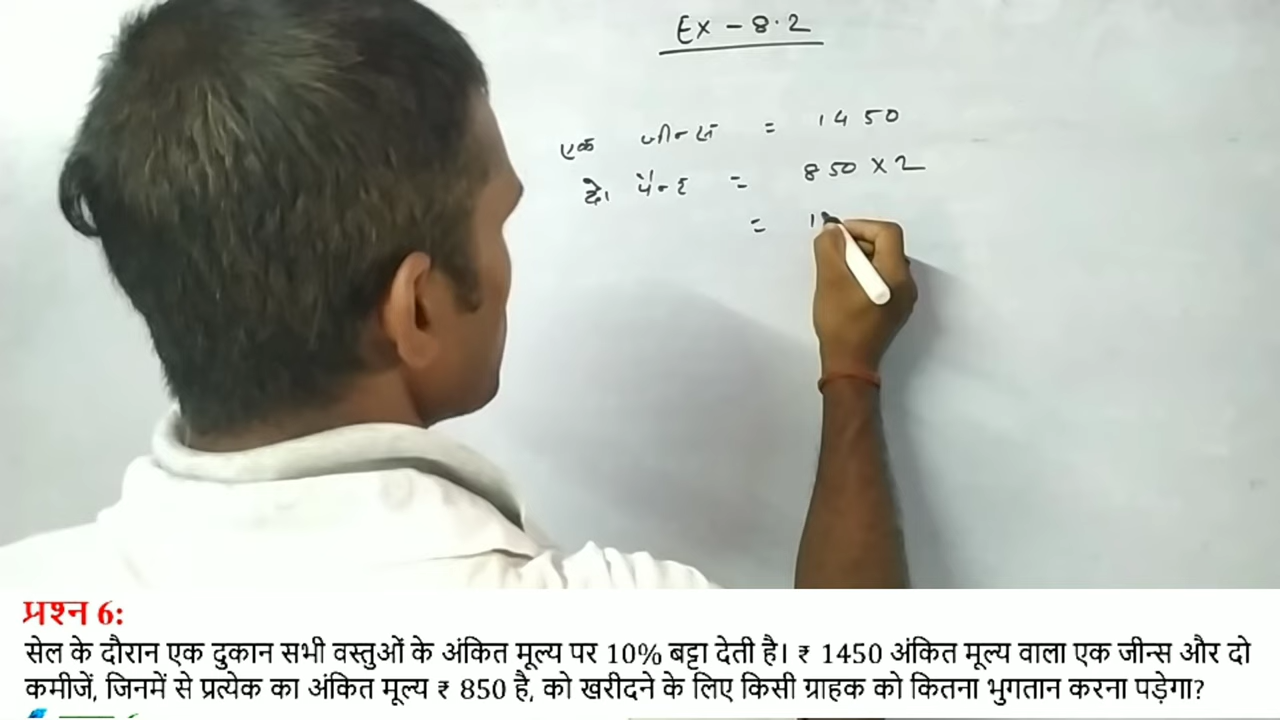 Ex - 8.2
एक जीन्स = 1450
दो पेन्ट = 850 × 2
= 1
प्रश्न 6:
सेल के दौरान एक दुकान सभी वस्तुओं के अंकित मूल्य पर 10% बट्टा देती है। ₹ 1450 अंकित मूल्य वाला एक जीन्स और दो
कमीजें, जिनमें से प्रत्येक का अंकित मूल्य ₹ 850 है, को खरीदने के लिए किसी ग्राहक को कितना भुगतान करना पड़ेगा?